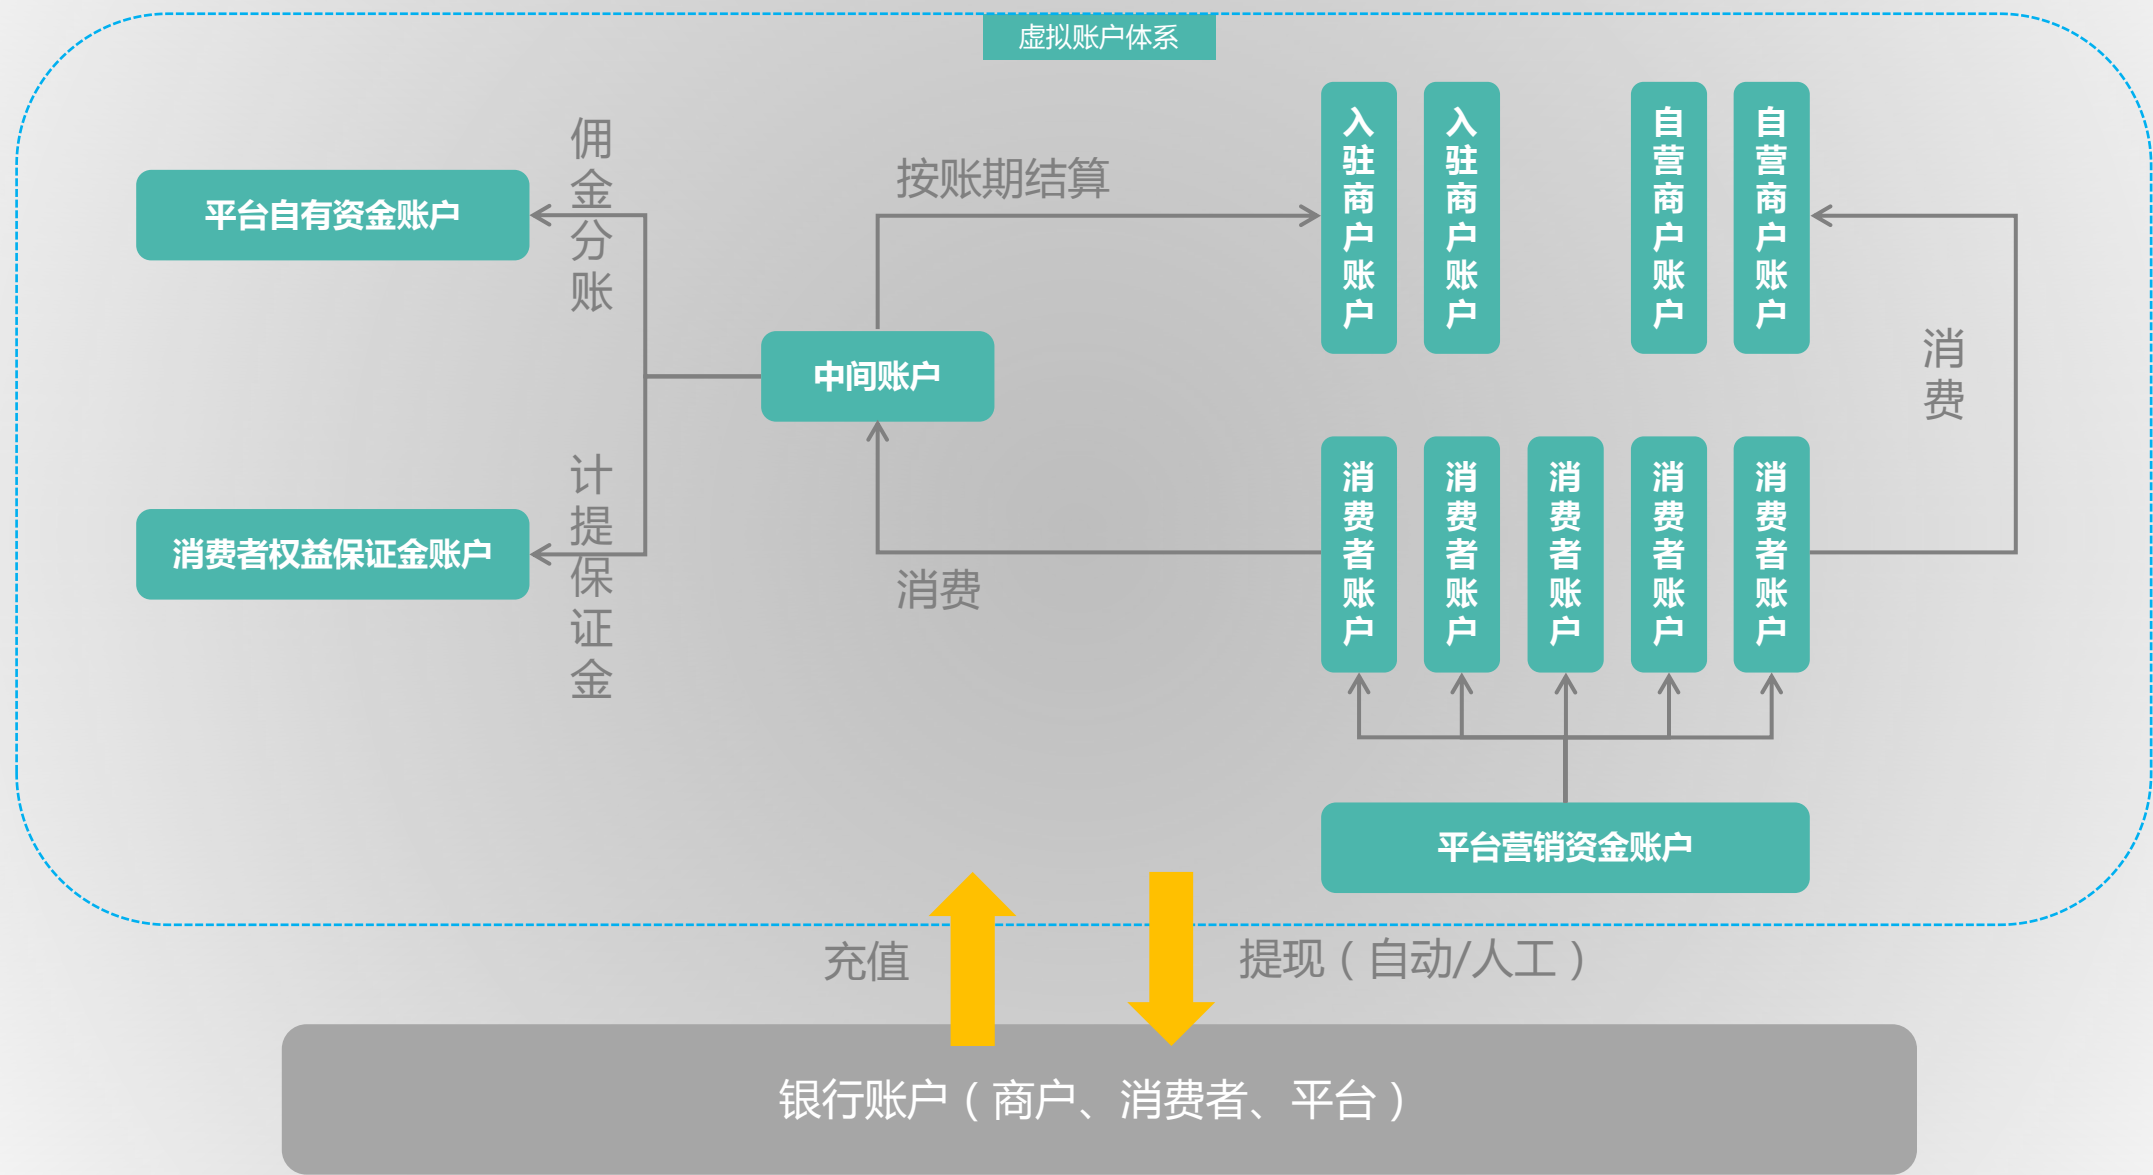 虚拟账户体系
佣金分账
平台自有资金账户
按账期结算
入驻商户账户
入驻商户账户
自营商户账户
自营商户账户
中间账户
消费
计提保证金
消费者权益保证金账户
消费
消费者账户
消费者账户
消费者账户
消费者账户
消费者账户
平台营销资金账户
充值
提现（自动/人工）
银行账户（商户、消费者、平台）